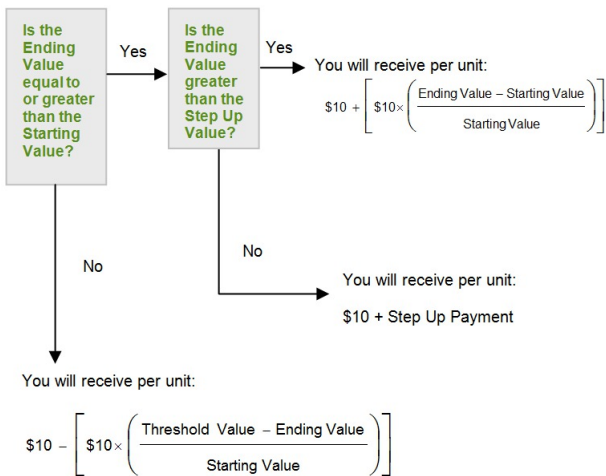 Is the
Ending
Value
equal to
or greater
than the
Starting
Value?
Yes
Is the
Ending
Value
greater
than the
Step Up
Value?
Yes
You will receive per unit:
$10 + [ $10× ( Ending Value – Starting Value
Starting Value ) ]
No
No
You will receive per unit:
$10 + Step Up Payment
You will receive per unit:
$10 – [ $10× ( Threshold Value – Ending Value
Starting Value ) ]